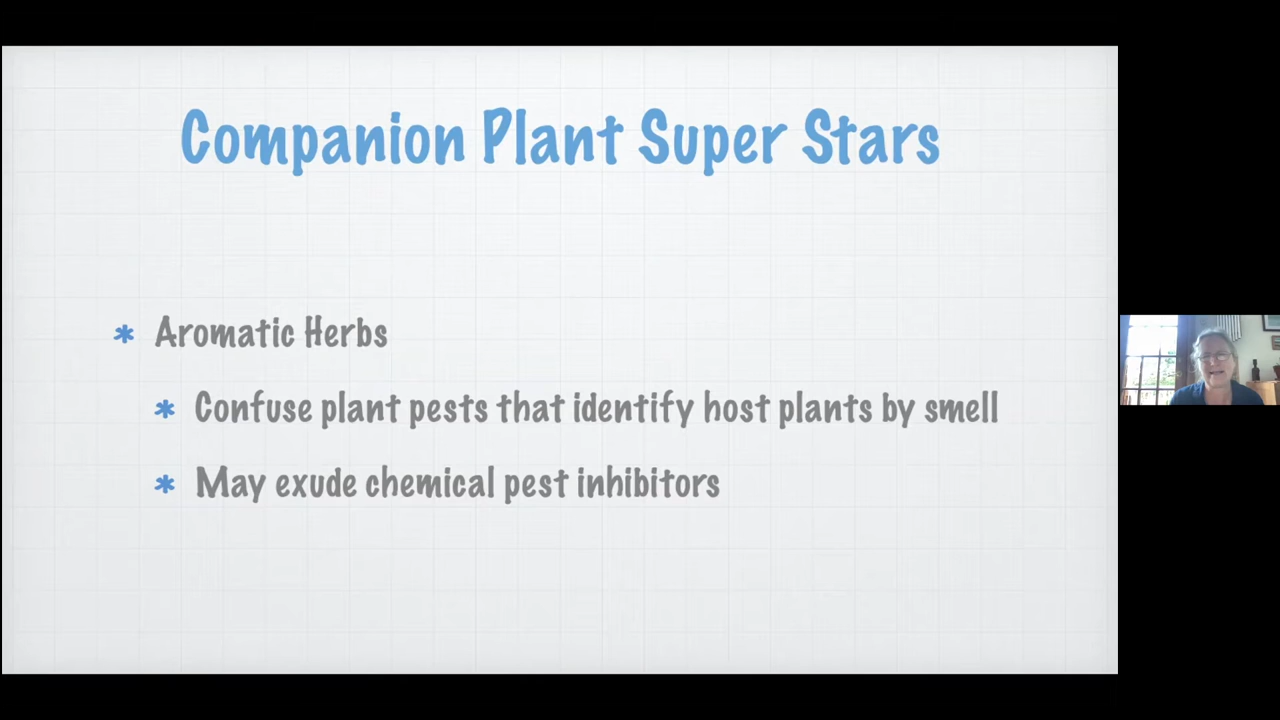 Companion Plant Super Stars
* Aromatic Herbs
* Confuse plant pests that identify host plants by smell
* May exude chemical pest inhibitors